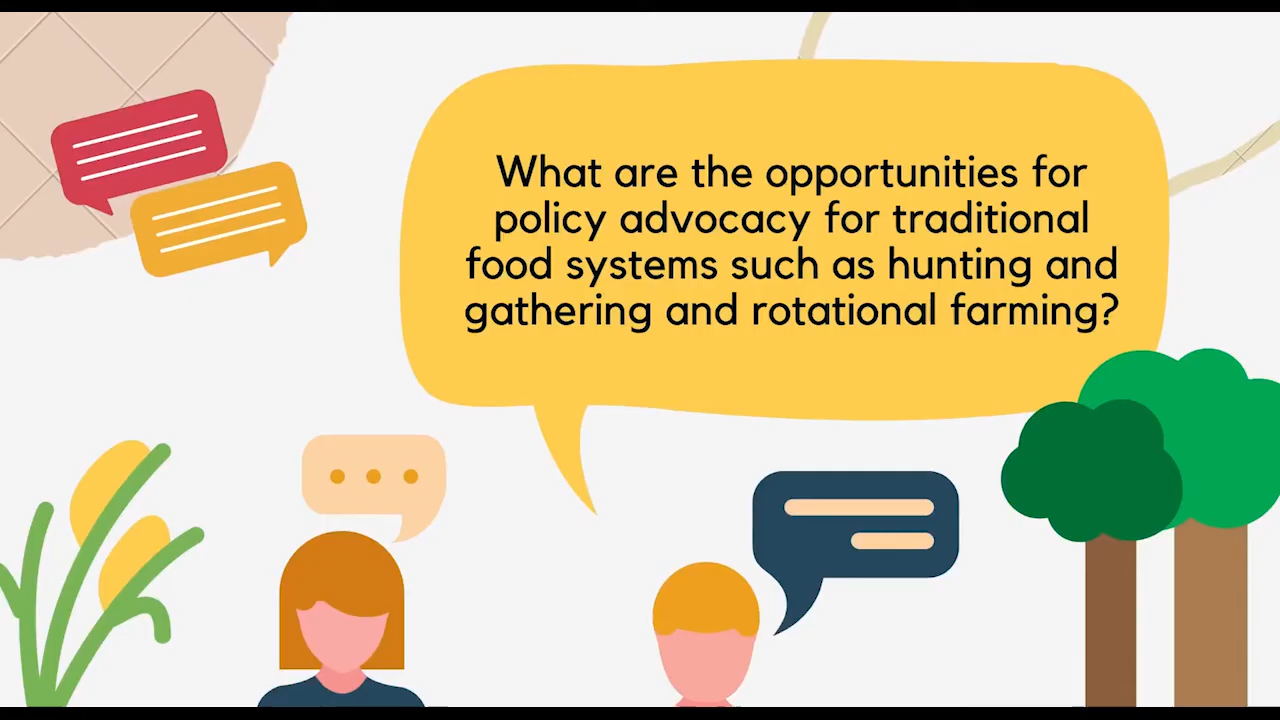 What are the opportunities for
policy advocacy for traditional
food systems such as hunting and
gathering and rotational farming?